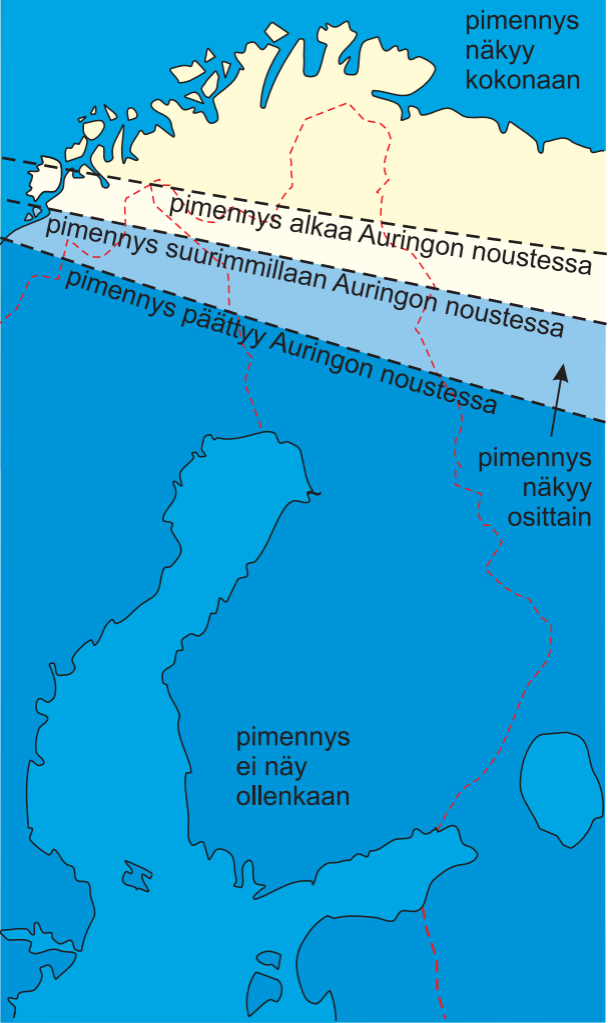 pimennys
näkyy
kokonaan
pimennys alkaa Auringon noustessa
pimennys suurimmillaan Auringon noustessa
pimennys päättyy Auringon noustessa
pimennys
näkyy
osittain
pimennys
ei näy
ollenkaan